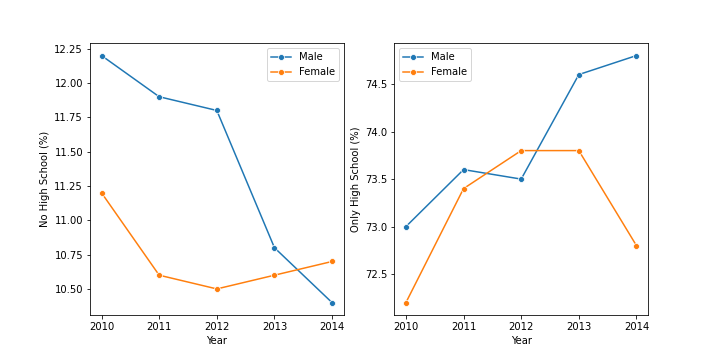 12.25
12.00
11.75
11.50
11.25
11.00
10.75
10.50
No High School (%)
2010 2011 2012 2013 2014
Year
Male
Female
74.5
74.0
73.5
73.0
72.5
Only High School (%)
2010 2011 2012 2013 2014
Year
Male
Female